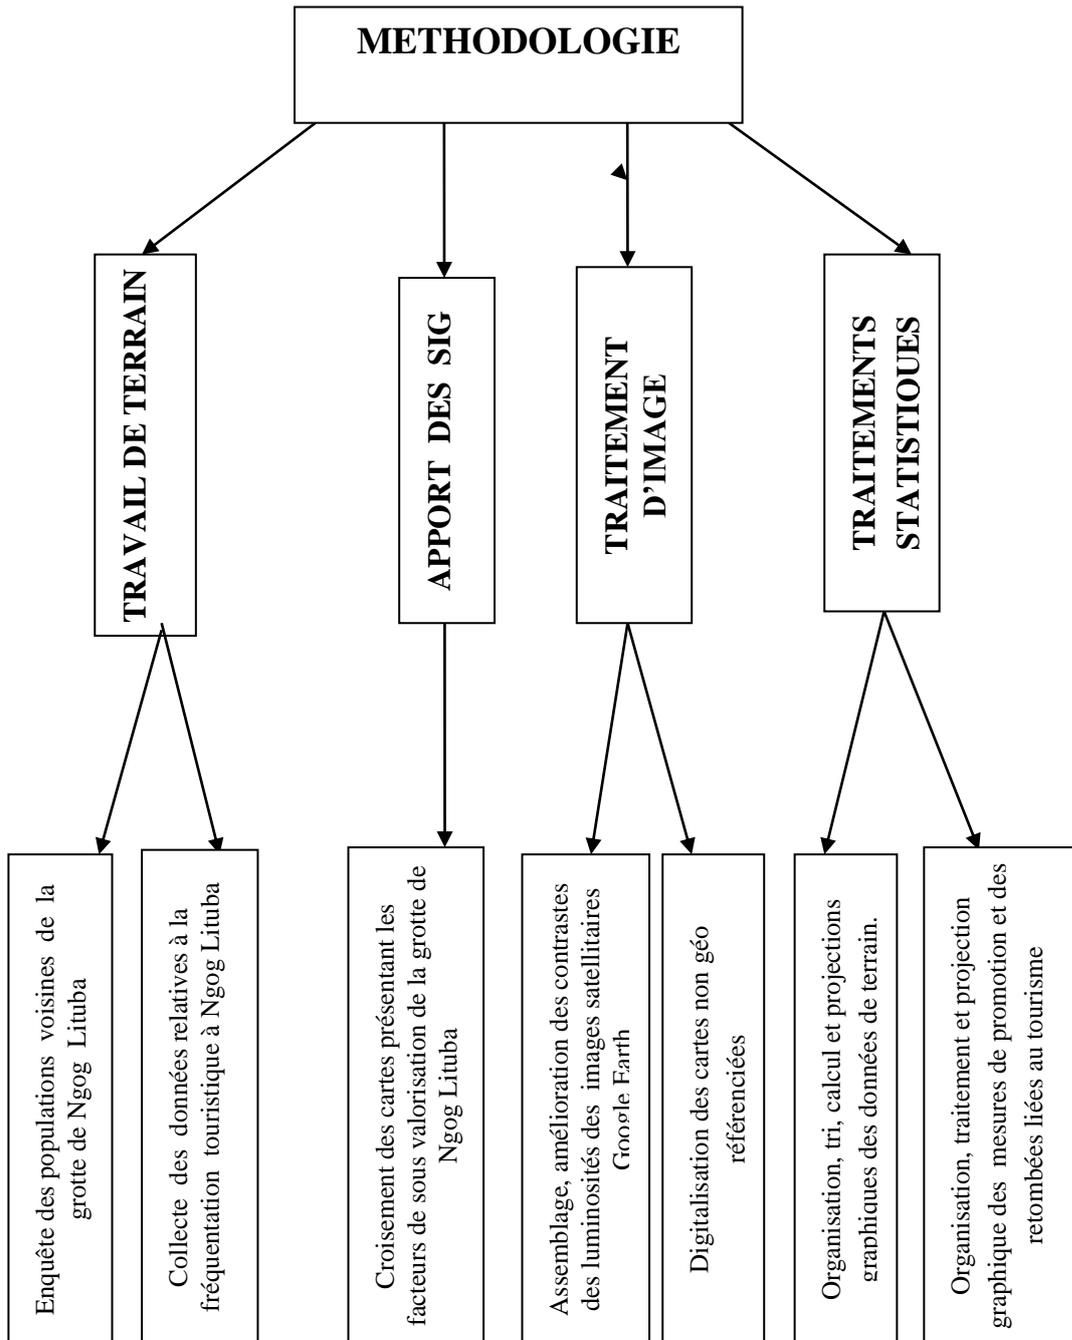 METHODOLOGIE
TRAVAIL DE TERRAIN
APPORT DES SIG
TRAITEMENT
D’IMAGE
TRAITEMENTS
STATISTIQUES
Enquête des populations voisines de la
grotte de Ngog Lituba
Collecte des données relatives à la
fréquentation touristique à Ngog Lituba
Croisement des cartes présentant les
facteurs de sous valorisation de la grotte de
Ngog Lituba
Assemblage, amélioration des contrastes
des luminosités des images satellitaires
Google Earth
Digitalisation des cartes non géo
référenciées
Organisation, tri, calcul et projections
graphiques des données de terrain.
Organisation, traitement et projection
graphique des mesures de promotion et des
retombées liées au tourisme